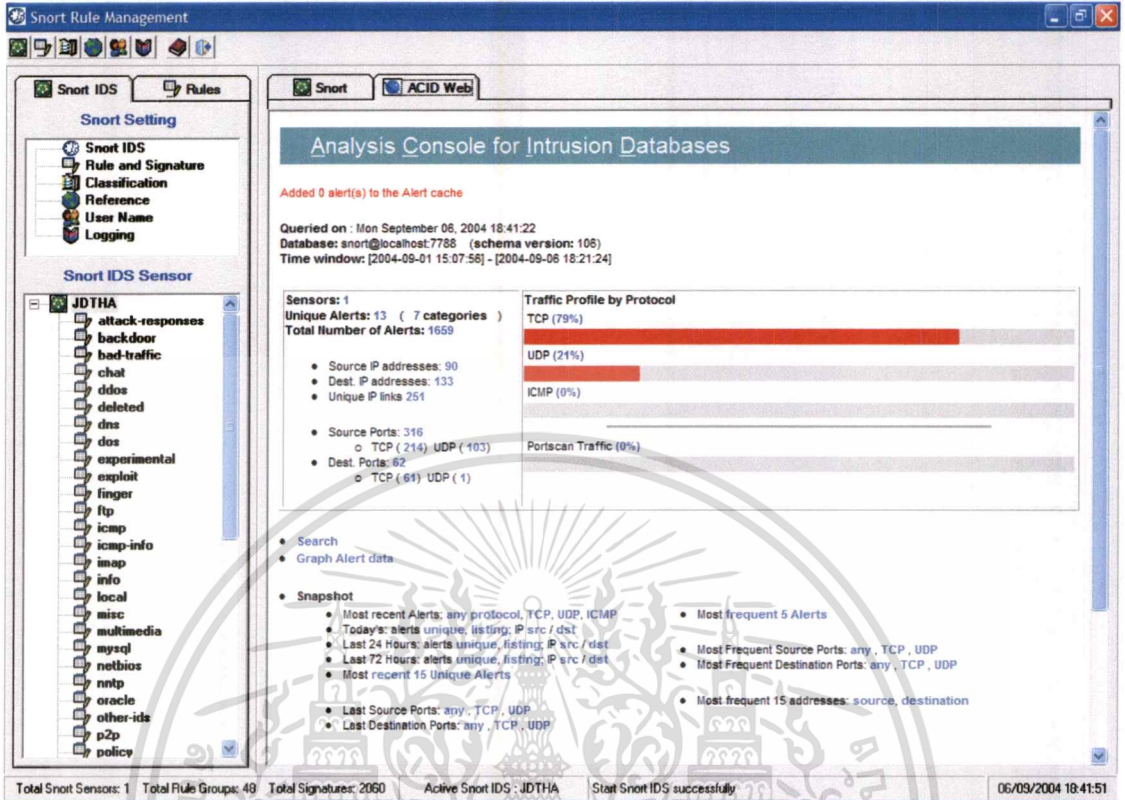 Snort Rule Management
Snort IDS
Rules
Snort Setting
Snort IDS
Rule and Signature
Classification
Reference
User Name
Logging
Snort IDS Sensor
JDTHA
attack-responses
backdoor
bad-traffic
chat
ddos
deleted
dns
dos
experimental
exploit
finger
ftp
icmp
icmp-info
imap
info
local
misc
multimedia
mysql
netbios
nntp
oracle
other-ids
p2p
policy
Snort
ACID Web
Analysis Console for Intrusion Databases
Added 0 alert(s) to the Alert cache
Queried on : Mon September 06, 2004 18:41:22
Database: snort@localhost:7788 (schema version: 106)
Time window: [2004-09-01 15:07:56] - [2004-09-06 18:21:24]
Sensors: 1
Unique Alerts: 13 ( 7 categories )
Total Number of Alerts: 1659
Source IP addresses: 90
Dest. IP addresses: 133
Unique IP links 251
Source Ports: 316
TCP ( 214) UDP ( 103)
Dest. Ports: 62
TCP ( 61) UDP ( 1)
Traffic Profile by Protocol
TCP (79%)
UDP (21%)
ICMP (0%)
Portscan Traffic (0%)
Search
Graph Alert data
Snapshot
Most recent Alerts: any protocol, TCP, UDP, ICMP
Today's: alerts unique, listing; IP src / dst
Last 24 Hours: alerts unique, listing; IP src / dst
Last 72 Hours: alerts unique, listing; IP src / dst
Most recent 15 Unique Alerts
Last Source Ports: any , TCP , UDP
Last Destination Ports: any , TCP , UDP
Most frequent 5 Alerts
Most Frequent Source Ports: any , TCP , UDP
Most Frequent Destination Ports: any , TCP , UDP
Most frequent 15 addresses: source, destination
Total Snort Sensors: 1 Total Rule Groups: 48 Total Signatures: 2060 Active Snort IDS : JDTHA Start Snort IDS successfully 06/09/2004 18:41:51